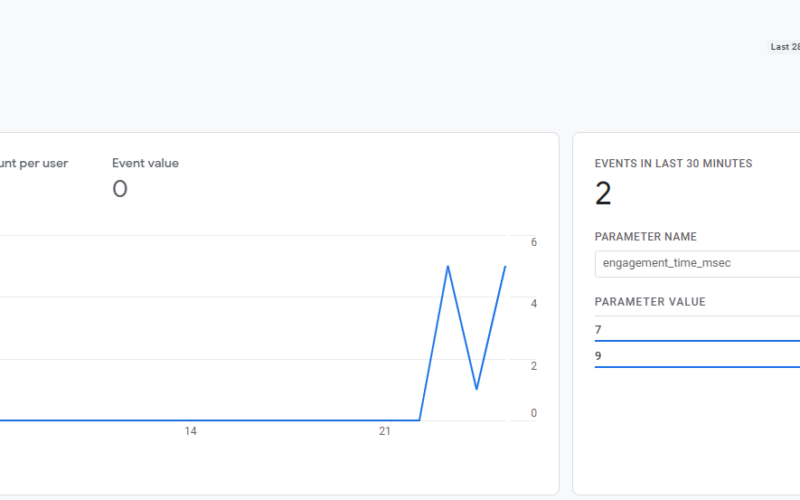 Last 28
unt per user
Event value
0
6
4
2
0
14
21
EVENTS IN LAST 30 MINUTES
2
PARAMETER NAME
engagement_time_msec
PARAMETER VALUE
7
9